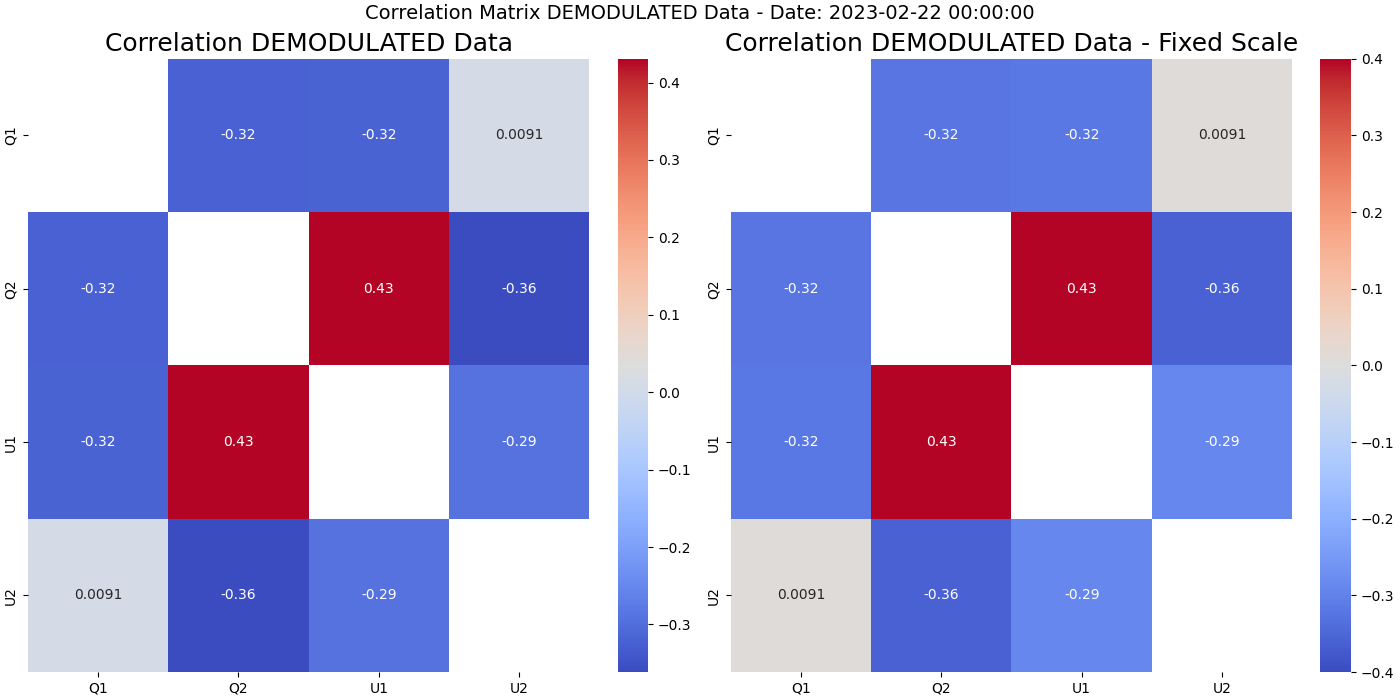 Correlation Matrix DEMODULATED Data - Date: 2023-02-22 00:00:00
Correlation DEMODULATED Data
Q1
Q2
U1
U2
-0.32 -0.32 0.0091
-0.32 0.43 -0.36
-0.32 0.43 -0.29
0.0091 -0.36 -0.29
Q1 Q2 U1 U2
0.4
0.3
0.2
0.1
0.0
−0.1
−0.2
−0.3
Correlation DEMODULATED Data - Fixed Scale
Q1
Q2
U1
U2
-0.32 -0.32 0.0091
-0.32 0.43 -0.36
-0.32 0.43 -0.29
0.0091 -0.36 -0.29
Q1 Q2 U1 U2
0.4
0.3
0.2
0.1
0.0
−0.1
−0.2
−0.3
−0.4